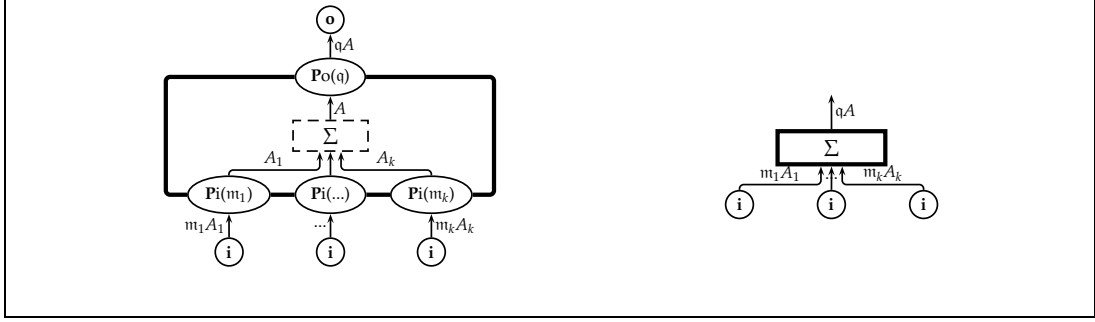 o
𝔮A
Po(𝔮)
A
Σ
A₁ Aₖ
Pi(𝔪₁) Pi(...) Pi(𝔪ₖ)
𝔪₁A₁ ... 𝔪ₖAₖ
i i i
𝔮A
Σ
𝔪₁A₁ ... 𝔪ₖAₖ
i i i